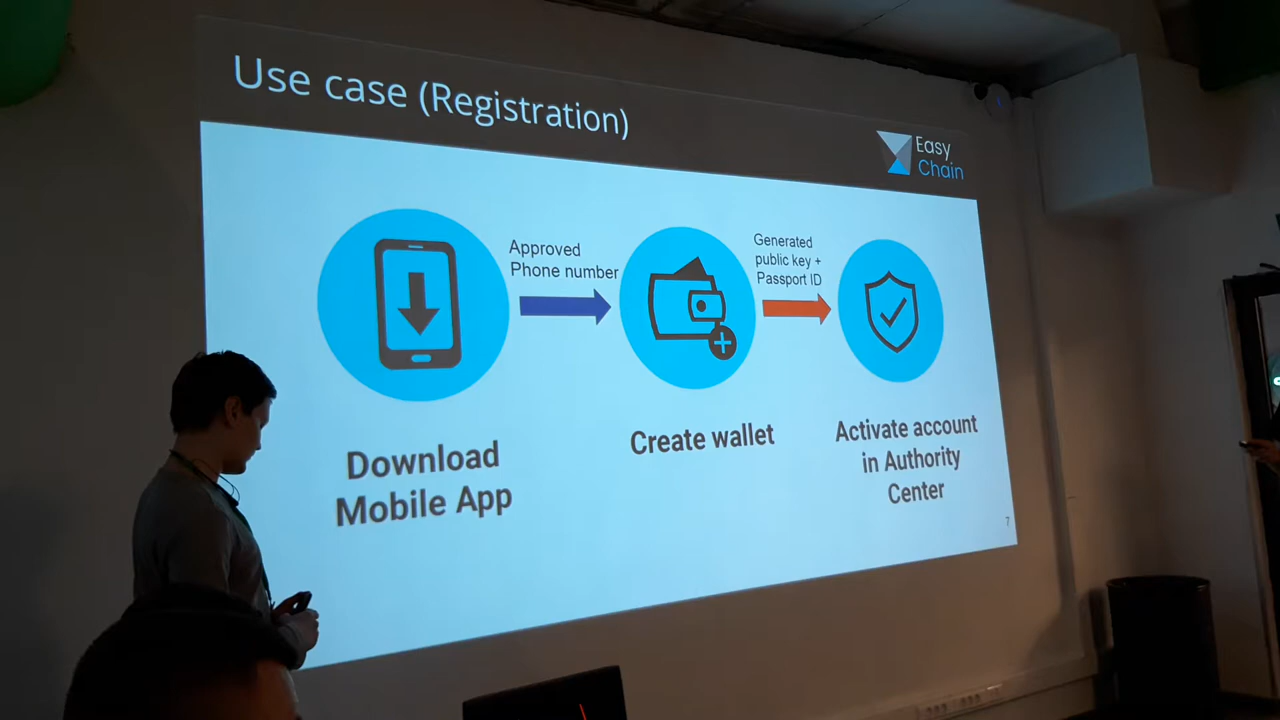 Use case (Registration)
Easy
Chain
Approved
Phone number
Generated
public key +
Passport ID
Download
Mobile App
Create wallet
Activate account
in Authority
Center
7